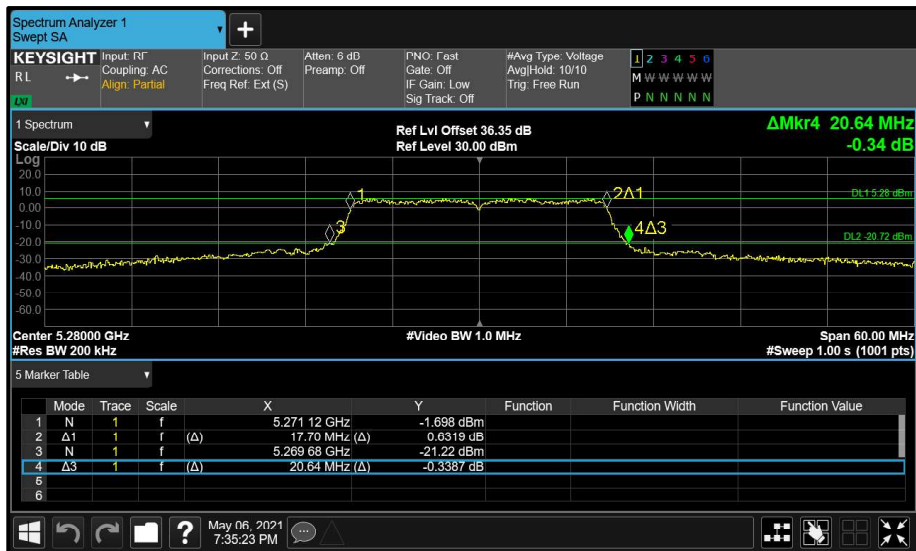 Spectrum Analyzer 1
Swept SA
+
KEYSIGHT Input: RF Input Z: 50 Ω Atten: 6 dB PNO: Fast #Avg Type: Voltage 1 2 3 4 5 6
RL Coupling: AC Corrections: Off Preamp: Off Gate: Off Avg|Hold: 10/10 M W W W W W
Align: Partial Freq Ref: Ext (S) IF Gain: Low Trig: Free Run
LXI Sig Track: Off P N N N N N
1 Spectrum
Ref Lvl Offset 36.35 dB ΔMkr4 20.64 MHz
Scale/Div 10 dB Ref Level 30.00 dBm -0.34 dB
Log
20.0
10.0 1 2Δ1 DL1 5.28 dBm
0.00
-10.0 3 4Δ3
-20.0 DL2 -20.72 dBm
-30.0
-40.0
-50.0
-60.0
Center 5.28000 GHz #Video BW 1.0 MHz Span 60.00 MHz
#Res BW 200 kHz #Sweep 1.00 s (1001 pts)
5 Marker Table
Mode Trace Scale X Y Function Function Width Function Value
1 N 1 f 5.271 12 GHz -1.698 dBm
2 Δ1 1 f (Δ) 17.70 MHz (Δ) 0.6319 dB
3 N 1 f 5.269 68 GHz -21.22 dBm
4 Δ3 1 f (Δ) 20.64 MHz (Δ) -0.3387 dB
5
6
? May 06, 2021
7:35:23 PM